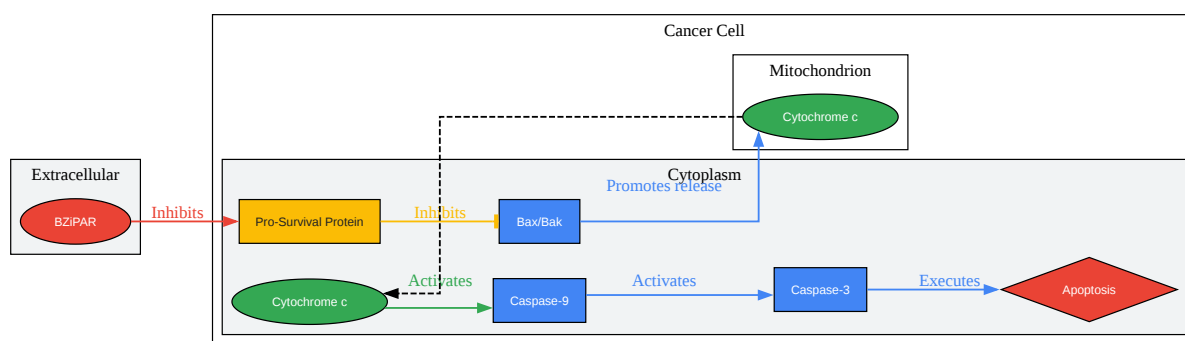 Cancer Cell
Mitochondrion
Cytochrome c
Extracellular
BZiPAR
Inhibits
Cytoplasm
Promotes release
Pro-Survival Protein
Inhibits
Bax/Bak
Cytochrome c
Activates
Caspase-9
Activates
Caspase-3
Executes
Apoptosis